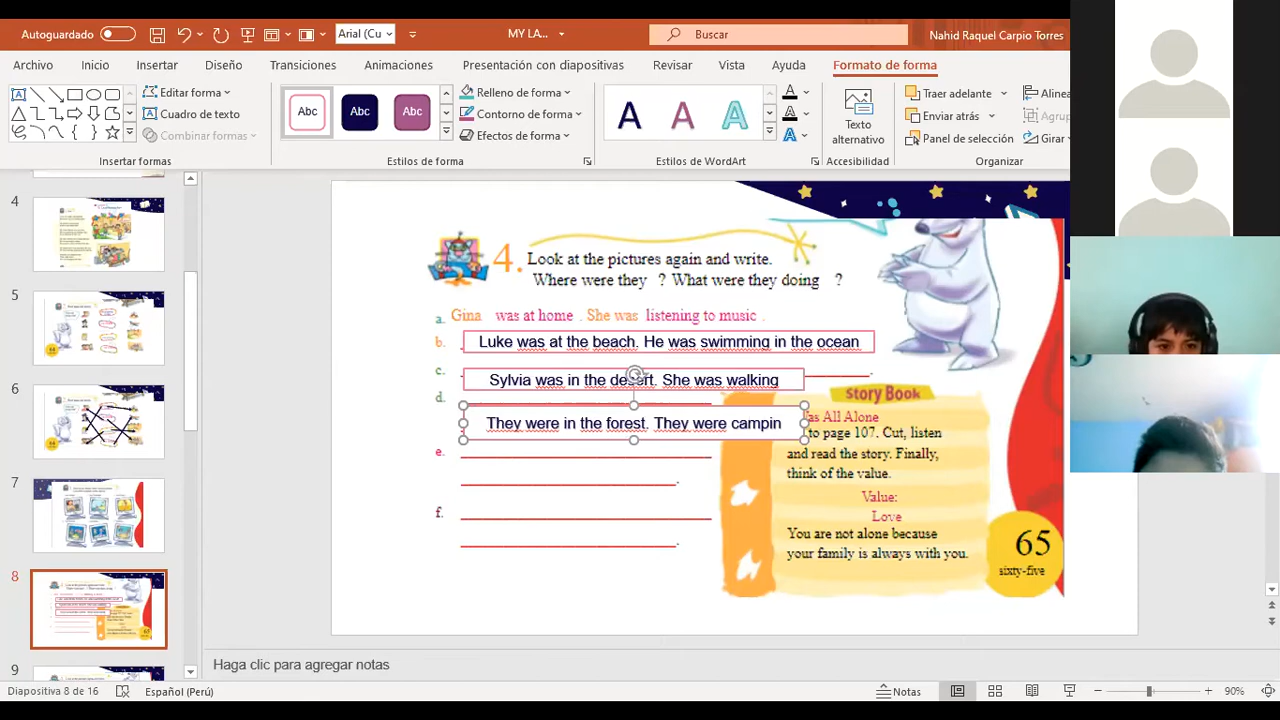 Autoguardado
Arial (Cu
MY LA...
Buscar
Nahid Raquel Carpio Torres
Archivo
Inicio
Insertar
Diseño
Transiciones
Animaciones
Presentación con diapositivas
Revisar
Vista
Ayuda
Formato de forma
Editar forma
Cuadro de texto
Combinar formas
Insertar formas
Abc
Abc
Abc
Relleno de forma
Contorno de forma
Efectos de forma
Estilos de forma
A
A
A
Estilos de WordArt
Texto
alternativo
Accesibilidad
Traer adelante
Enviar atrás
Panel de selección
Alinea
Agrup
Girar
Organizar
4
5
6
7
8
9
4. Look at the pictures again and write.
Where were they ? What were they doing ?
a. Gina was at home . She was listening to music .
b. Luke was at the beach. He was swimming in the ocean
c. Sylvia was in the desert. She was walking
d.
They were in the forest. They were campin
e.
f.
Story Book
as All Alone
to page 107. Cut, listen
and read the story. Finally,
think of the value.
Value:
Love
You are not alone because
your family is always with you.
65
sixty-five
Haga clic para agregar notas
Diapositiva 8 de 16
Español (Perú)
Notas
90%